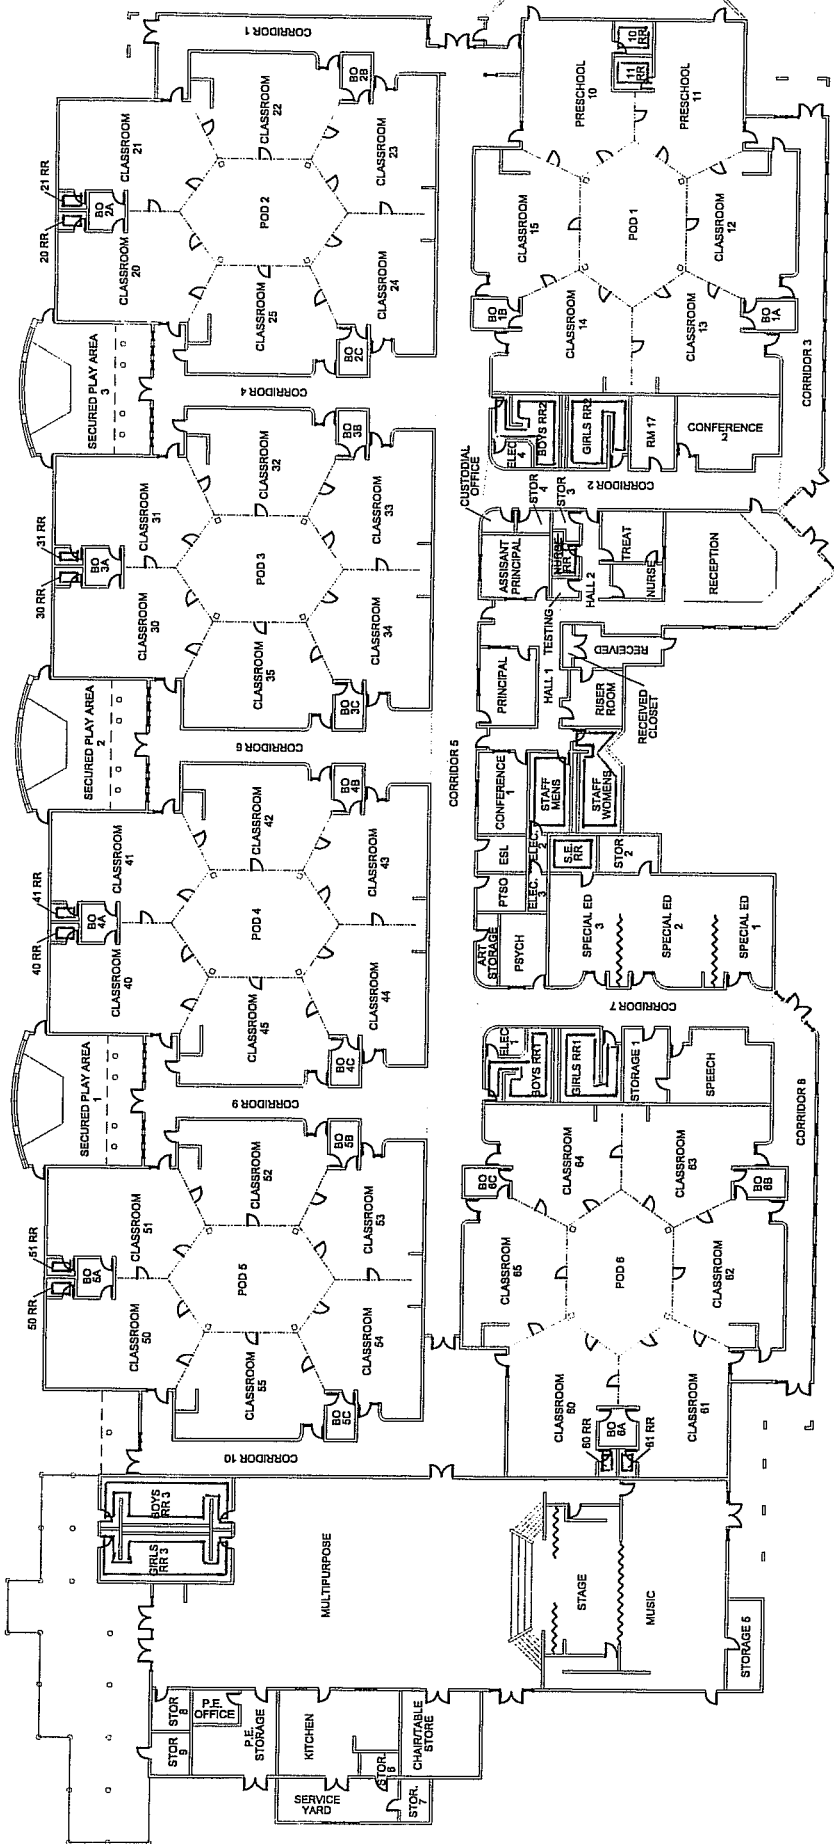 SECURED PLAY AREA
1
SECURED PLAY AREA
2
SECURED PLAY AREA
3
50 RR
51 RR
40 RR
41 RR
30 RR
31 RR
20 RR
21 RR
BO
5A
BO
4A
BO
3A
BO
2A
STOR
9
STOR
8
P.E.
OFFICE
P.E.
STORAGE
GIRLS
RR 3
BOYS
RR 3
CLASSROOM
50
CLASSROOM
51
CLASSROOM
40
CLASSROOM
41
CLASSROOM
30
CLASSROOM
31
CLASSROOM
20
CLASSROOM
21
POD 5
POD 4
POD 3
POD 2
CLASSROOM
55
CLASSROOM
52
CLASSROOM
45
CLASSROOM
42
CLASSROOM
35
CLASSROOM
32
CLASSROOM
25
CLASSROOM
22
CORRIDOR 10
CORRIDOR 9
CORRIDOR 6
CORRIDOR 4
CORRIDOR 1
SERVICE
YARD
KITCHEN
MULTIPURPOSE
BO
5C
BO
5B
BO
4C
BO
4B
BO
3C
BO
3B
BO
2C
BO
2B
CLASSROOM
54
CLASSROOM
53
CLASSROOM
44
CLASSROOM
43
CLASSROOM
34
CLASSROOM
33
CLASSROOM
24
CLASSROOM
23
STOR.
6
STOR.
7
CHAIR/TABLE
STORE
CORRIDOR 5
STAGE
MUSIC
STORAGE 5
BO
6C
CLASSROOM
65
CLASSROOM
64
CLASSROOM
60
60 RR
BO
6A
61 RR
POD 6
CLASSROOM
61
CLASSROOM
62
CLASSROOM
63
BO
6B
ELEC
1
BOYS RR1
GIRLS RR1
STORAGE 1
SPEECH
CORRIDOR 8
CORRIDOR 7
ART
STORAGE
PSYCH
PTSO
ESL
ELEC.
3
ELEC.
2
CONFERENCE
1
STAFF
MENS
STAFF
WOMENS
S.E.
RR
STOR
2
SPECIAL ED
3
SPECIAL ED
2
SPECIAL ED
1
PRINCIPAL
HALL 1
RISER
ROOM
RECEIVED
CLOSET
RECEIVED
TESTING
HALL 2
ASSISANT
PRINCIPAL
CUSTODIAL
OFFICE
STOR
4
STOR
3
NURSE
RR
NURSE
TREAT
RECEPTION
CORRIDOR 2
ELEC
4
BOYS RR2
GIRLS RR2
RM 17
CONFERENCE
2
CORRIDOR 3
BO
1B
CLASSROOM
15
CLASSROOM
14
POD 1
CLASSROOM
13
CLASSROOM
12
BO
1A
PRESCHOOL
10
PRESCHOOL
11
10
RR
11
RR